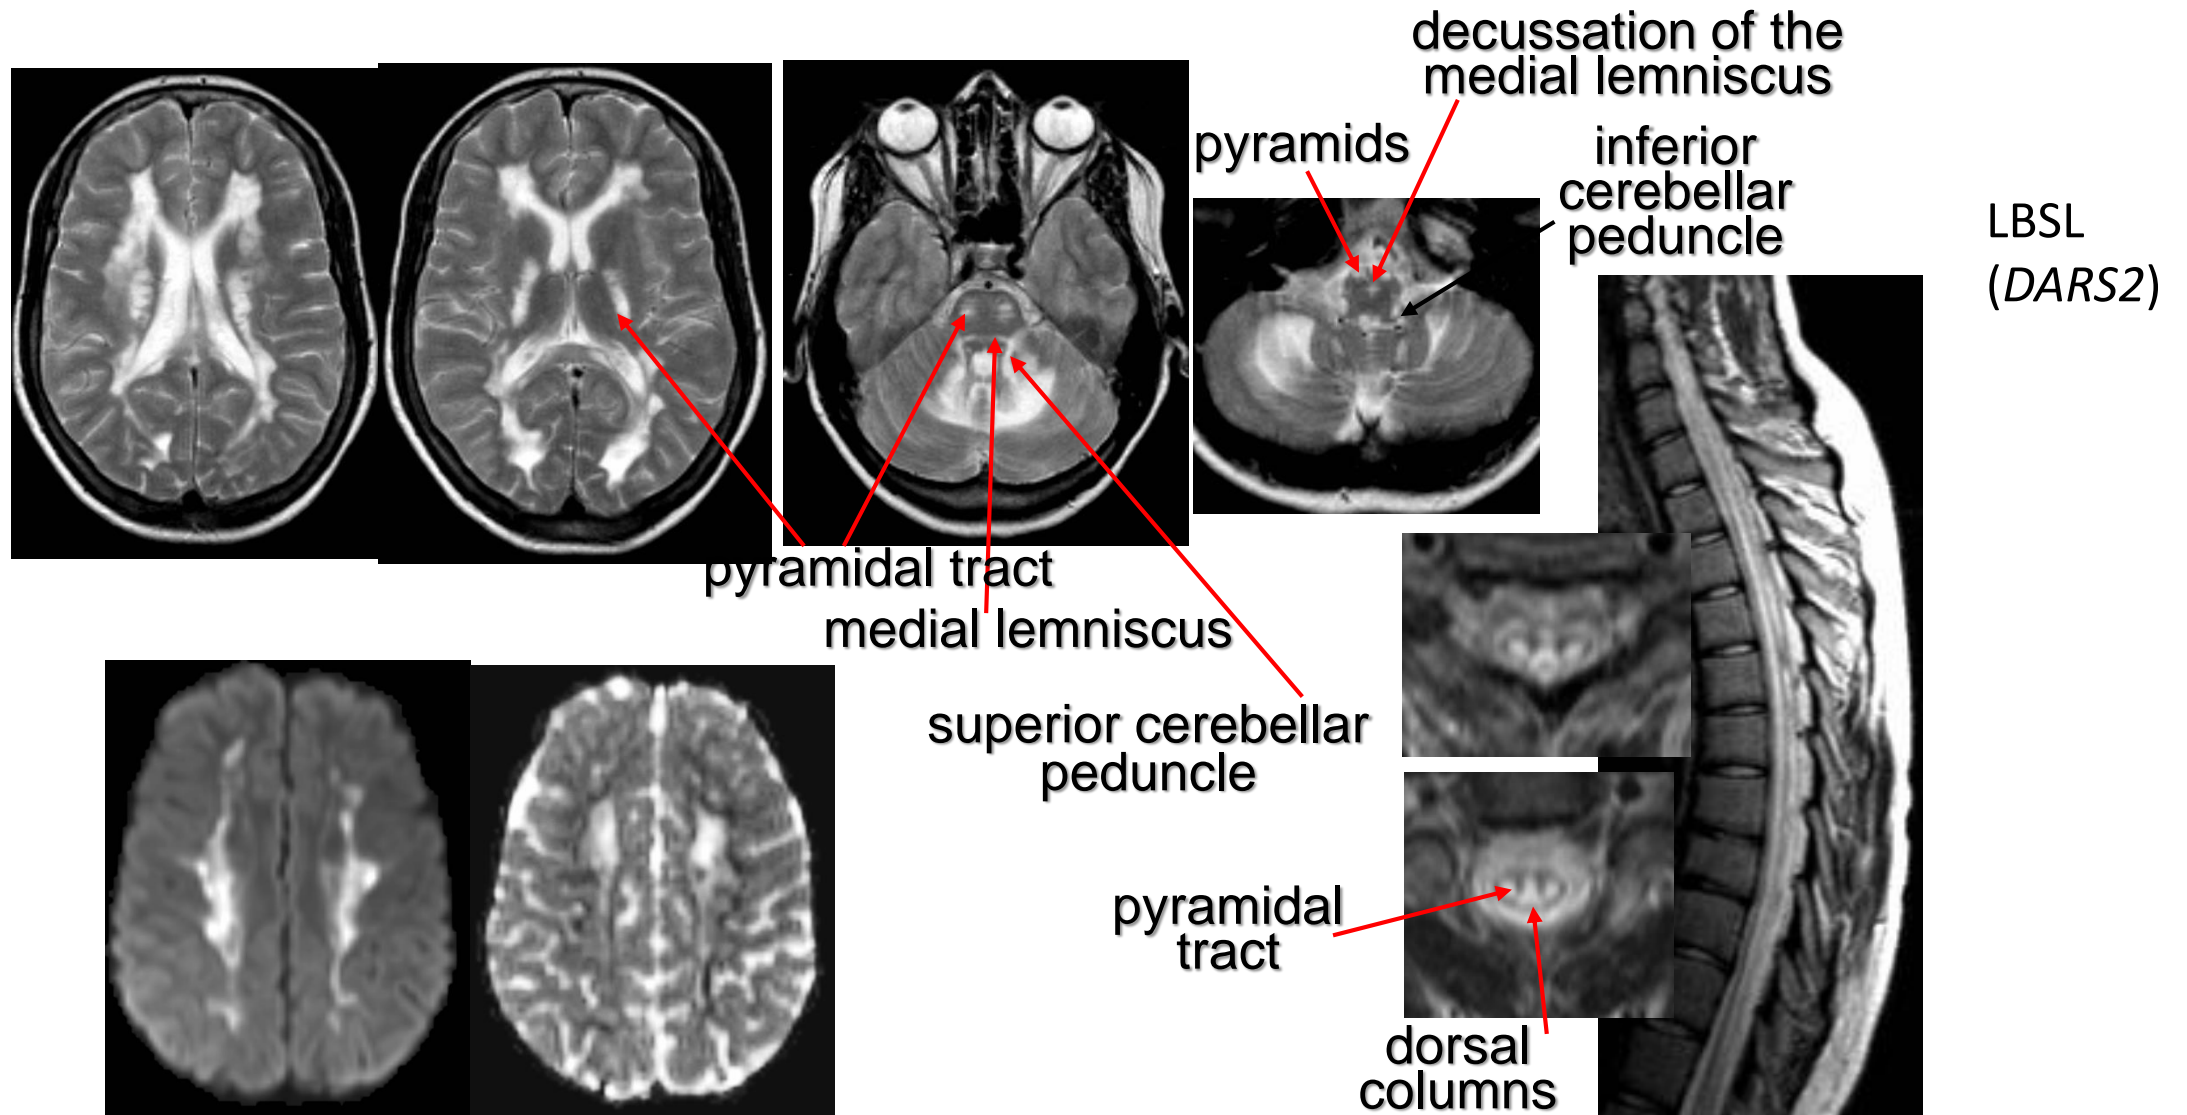 decussation of the
medial lemniscus
pyramids
inferior
cerebellar
peduncle
LBSL
(DARS2)
pyramidal tract
medial lemniscus
superior cerebellar
peduncle
pyramidal
tract
dorsal
columns